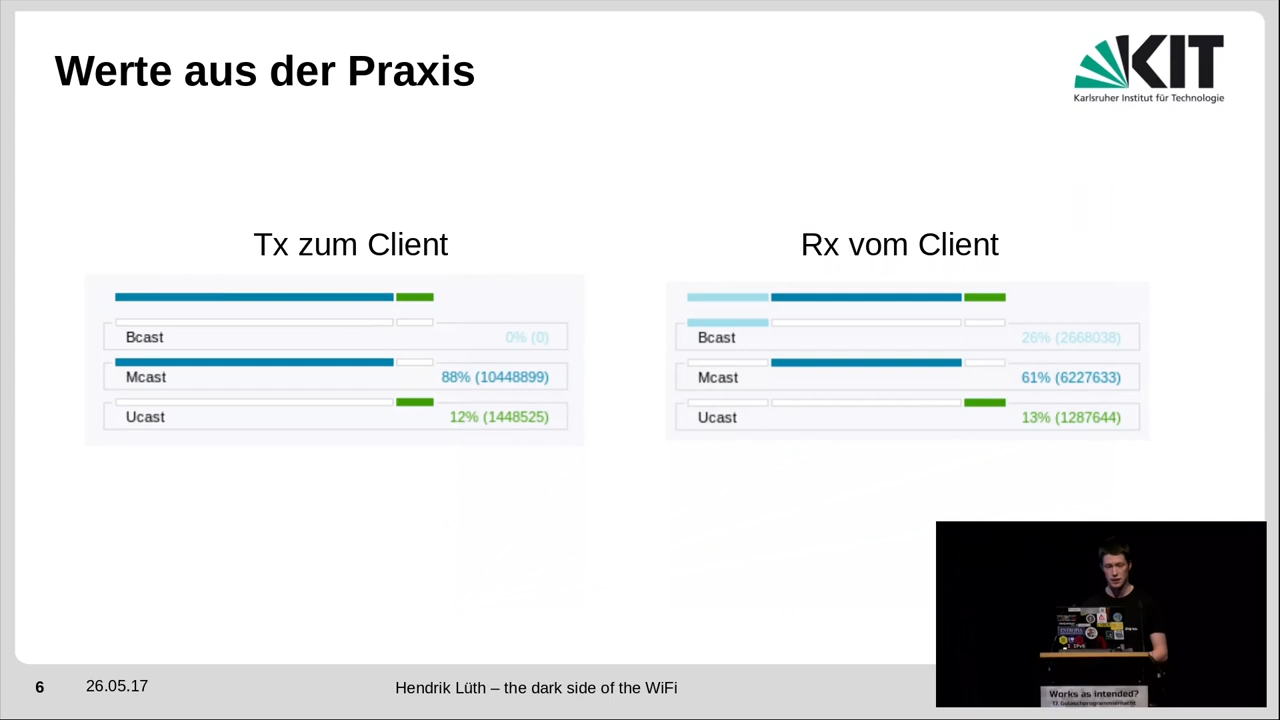 Werte aus der Praxis
KIT
Karlsruher Institut für Technologie
Tx zum Client
Bcast 0% (0)
Mcast 88% (10448899)
Ucast 12% (1448525)
Rx vom Client
Bcast 26% (2668038)
Mcast 61% (6227633)
Ucast 13% (1287644)
6
26.05.17
Hendrik Lüth – the dark side of the WiFi
Works as intended?
17. Gulaschprogrammiernacht